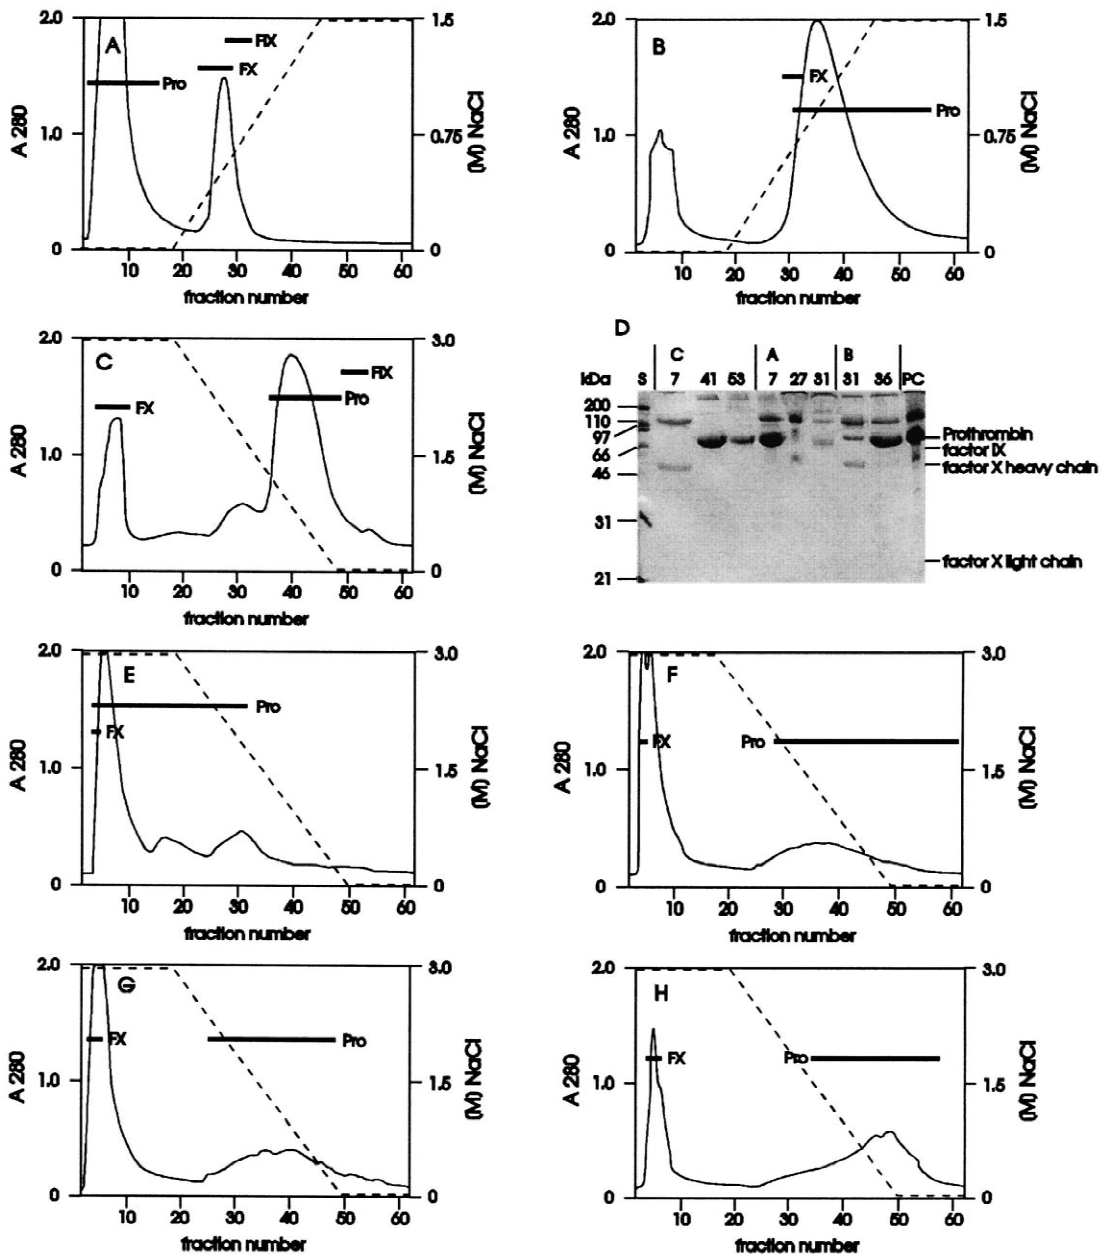 2.0 A 1.5
FIX
FX
Pro
A 280 1.0 0.75 (M) NaCl
0 0
10 20 30 40 50 60
fraction number
2.0 B 1.5
FX
Pro
A 280 1.0 0.75 (M) NaCl
0 0
10 20 30 40 50 60
fraction number
2.0 C 3.0
FIX
FX Pro
A 280 1.0 1.5 (M) NaCl
0 0
10 20 30 40 50 60
fraction number
D
C A B
kDa S 7 41 53 7 27 31 31 36 PC
200
110
97
66
46
31
21
Prothrombin
factor IX
factor X heavy chain
factor X light chain
2.0 E 3.0
Pro
FX
A 280 1.0 1.5 (M) NaCl
0 0
10 20 30 40 50 60
fraction number
2.0 F 3.0
FX Pro
A 280 1.0 1.5 (M) NaCl
0 0
10 20 30 40 50 60
fraction number
2.0 G 3.0
FX Pro
A 280 1.0 1.5 (M) NaCl
0 0
10 20 30 40 50 60
fraction number
2.0 H 3.0
FX Pro
A 280 1.0 1.5 (M) NaCl
0 0
10 20 30 40 50 60
fraction number